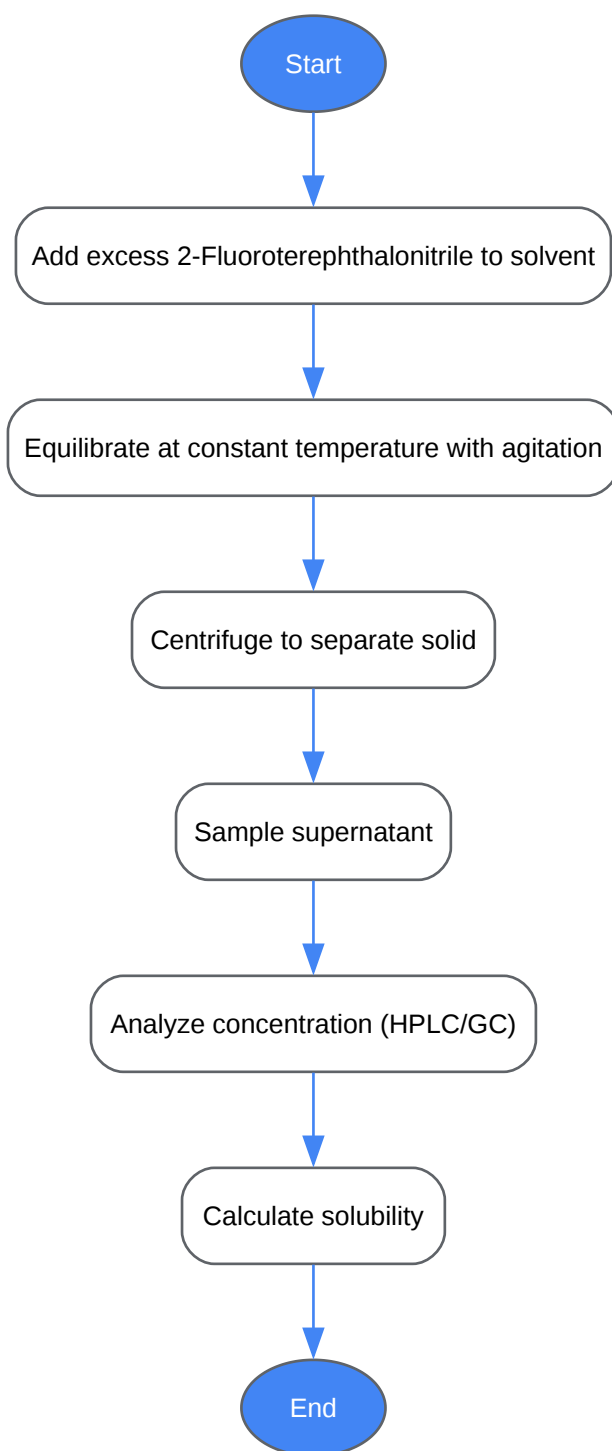 Start
Add excess 2-Fluoroterephthalonitrile to solvent
Equilibrate at constant temperature with agitation
Centrifuge to separate solid
Sample supernatant
Analyze concentration (HPLC/GC)
Calculate solubility
End